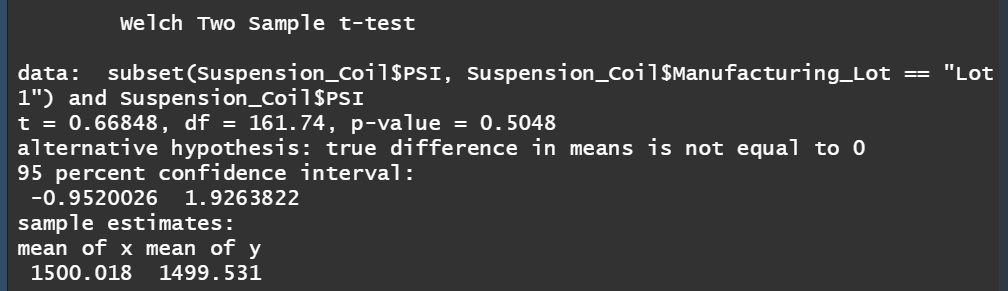 Welch Two Sample t-test
data:  subset(Suspension_Coil$PSI, Suspension_Coil$Manufacturing_Lot == "Lot
1") and Suspension_Coil$PSI
t = 0.66848, df = 161.74, p-value = 0.5048
alternative hypothesis: true difference in means is not equal to 0
95 percent confidence interval:
-0.9520026  1.9263822
sample estimates:
mean of x mean of y
1500.018  1499.531